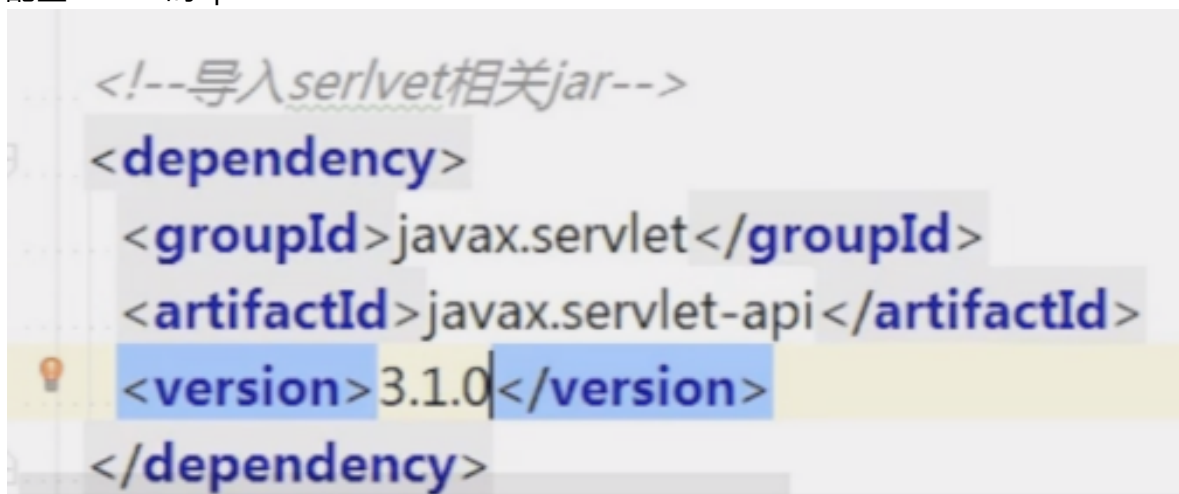 <!--导入serlvet相关jar-->
<dependency>
<groupId>javax.servlet</groupId>
<artifactId>javax.servlet-api</artifactId>
<version>3.1.0</version>
</dependency>